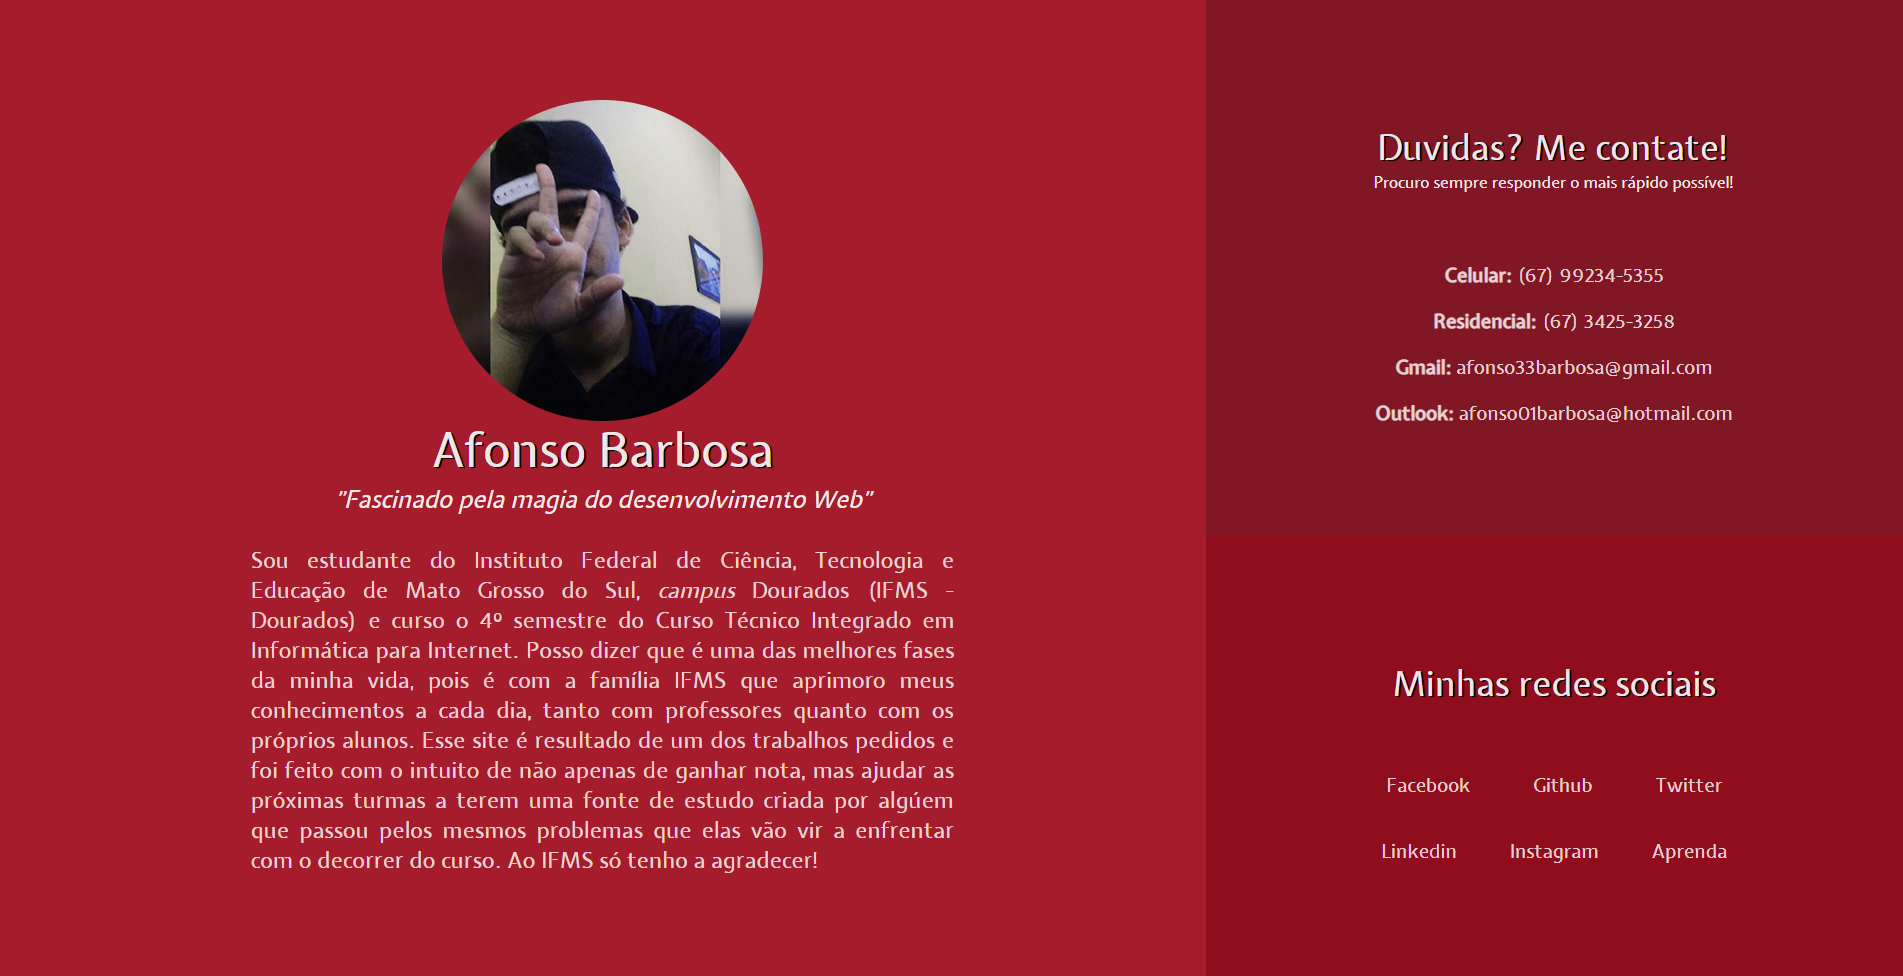 Afonso Barbosa
"Fascinado pela magia do desenvolvimento Web"
Sou estudante do Instituto Federal de Ciência, Tecnologia e
Educação de Mato Grosso do Sul, campus Dourados (IFMS -
Dourados) e curso o 4º semestre do Curso Técnico Integrado em
Informática para Internet. Posso dizer que é uma das melhores fases
da minha vida, pois é com a família IFMS que aprimoro meus
conhecimentos a cada dia, tanto com professores quanto com os
próprios alunos. Esse site é resultado de um dos trabalhos pedidos e
foi feito com o intuito de não apenas de ganhar nota, mas ajudar as
próximas turmas a terem uma fonte de estudo criada por algúem
que passou pelos mesmos problemas que elas vão vir a enfrentar
com o decorrer do curso. Ao IFMS só tenho a agradecer!
Duvidas? Me contate!
Procuro sempre responder o mais rápido possível!
Celular: (67) 99234-5355
Residencial: (67) 3425-3258
Gmail: afonso33barbosa@gmail.com
Outlook: afonso01barbosa@hotmail.com
Minhas redes sociais
Facebook Github Twitter
Linkedin Instagram Aprenda